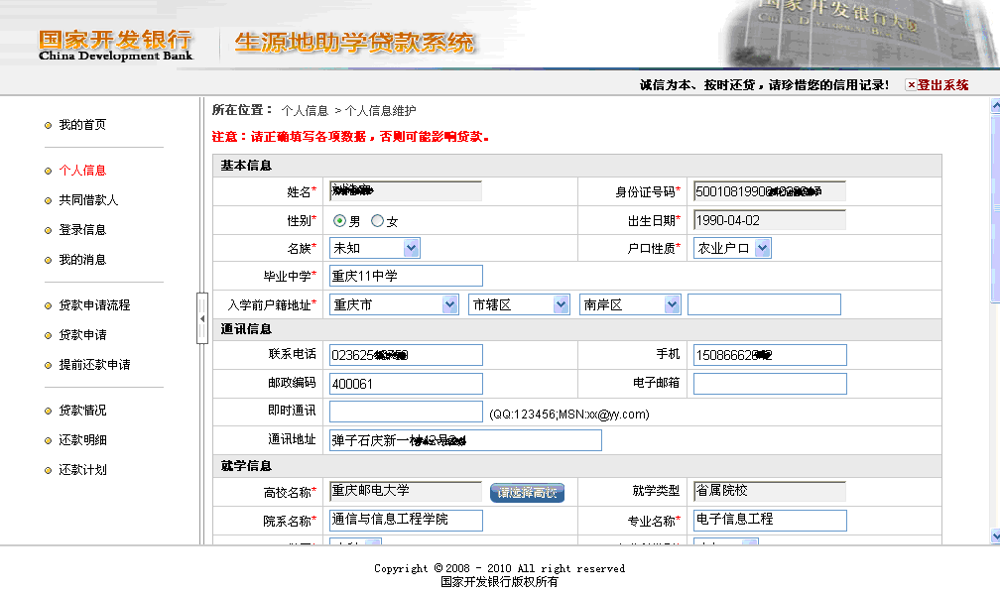 国家开发银行
China Development Bank
生源地助学贷款系统
国家开发银行大厦
诚信为本、按时还贷，请珍惜您的信用记录! 登出系统
我的首页
个人信息
共同借款人
登录信息
我的消息
贷款申请流程
贷款申请
提前还款申请
贷款情况
还款明细
还款计划
所在位置： 个人信息 > 个人信息维护
注意：请正确填写各项数据，否则可能影响贷款。
基本信息
姓名* 身份证号码* 5001081990
性别* 男 女 出生日期* 1990-04-02
名族* 未知 户口性质* 农业户口
毕业中学* 重庆11中学
入学前户籍地址* 重庆市 市辖区 南岸区
通讯信息
联系电话 0236254 手机 15086662
邮政编码 400061 电子邮箱
即时通讯 (QQ:123456;MSN:xx@yy.com)
通讯地址 弹子石庆新一村
就学信息
高校名称* 重庆邮电大学 请选择高校 就学类型 省属院校
院系名称* 通信与信息工程学院 专业名称* 电子信息工程
Copyright ©2008 - 2010 All right reserved
国家开发银行版权所有